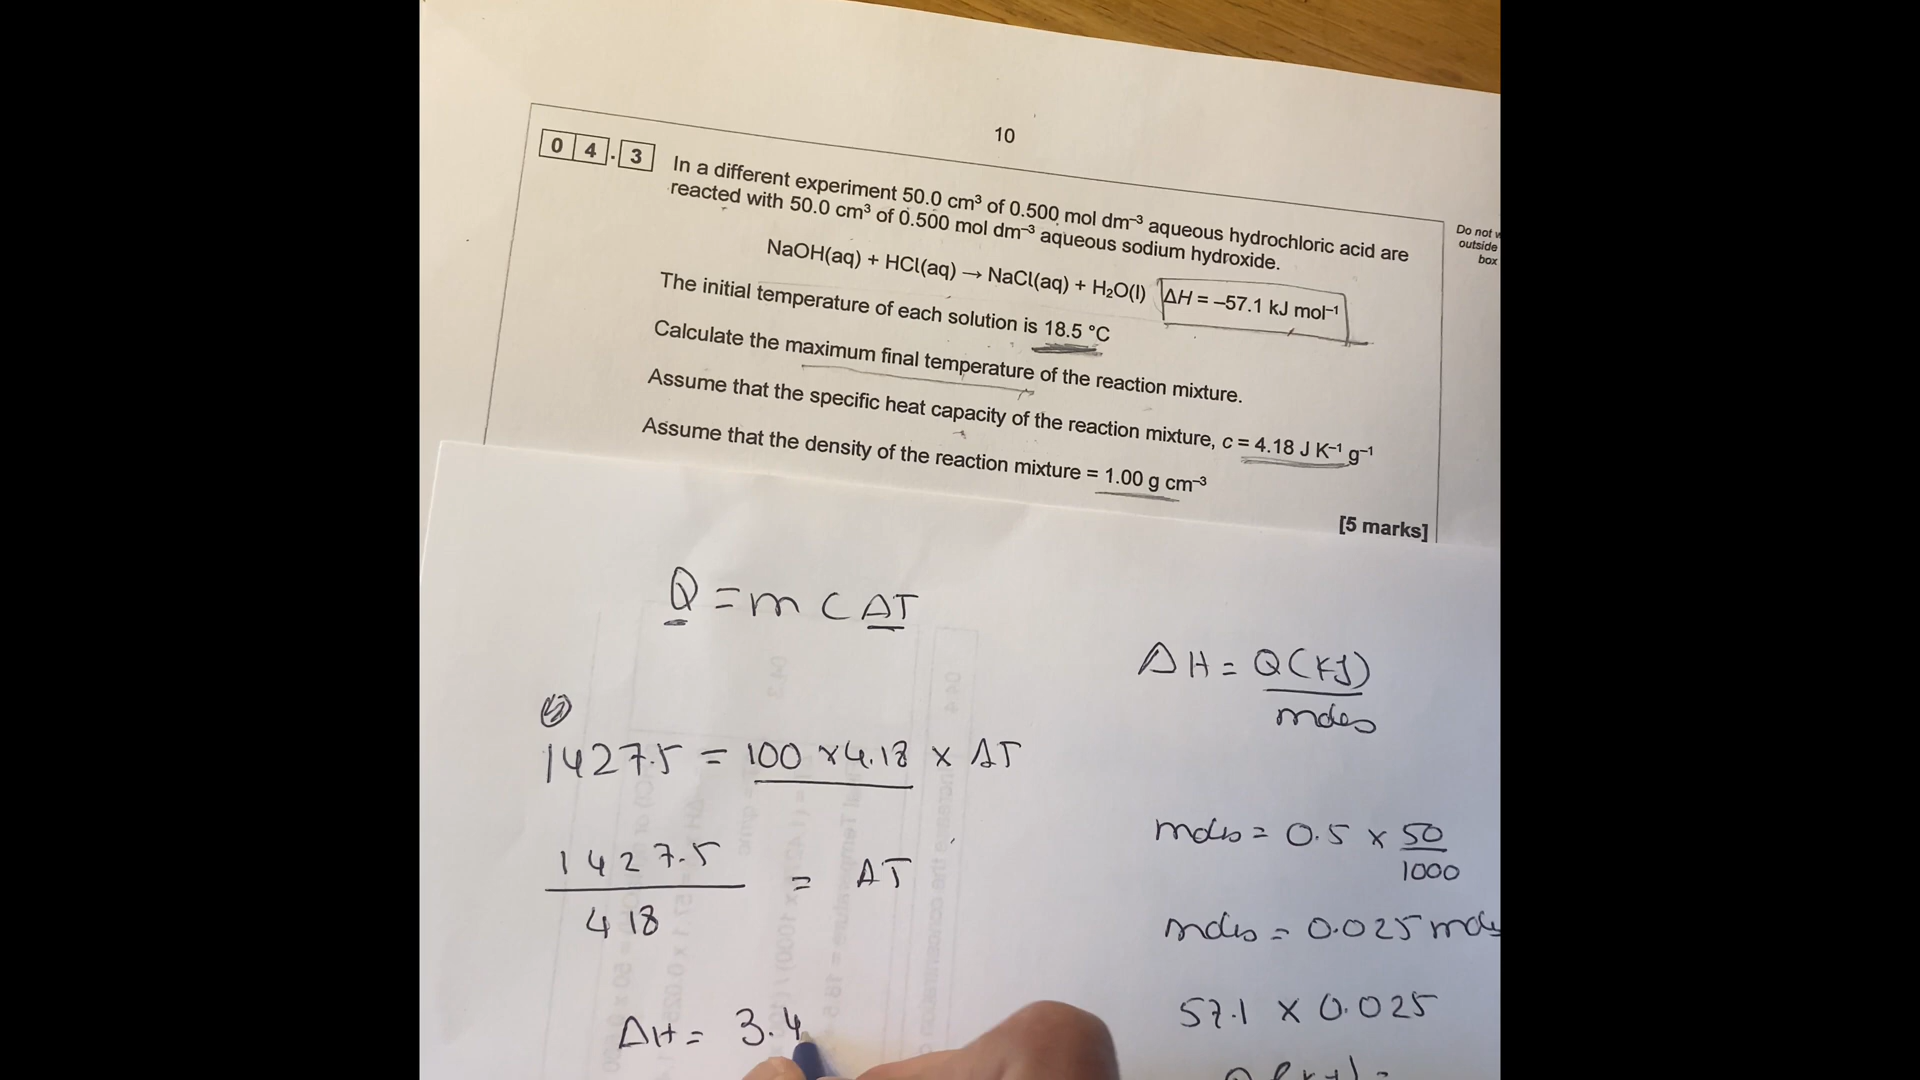 10
0 4 . 3
In a different experiment 50.0 cm³ of 0.500 mol dm⁻³ aqueous hydrochloric acid are
reacted with 50.0 cm³ of 0.500 mol dm⁻³ aqueous sodium hydroxide.
NaOH(aq) + HCl(aq) → NaCl(aq) + H₂O(l) ΔH = –57.1 kJ mol⁻¹
The initial temperature of each solution is 18.5 °C
Calculate the maximum final temperature of the reaction mixture.
Assume that the specific heat capacity of the reaction mixture, c = 4.18 J K⁻¹ g⁻¹
Assume that the density of the reaction mixture = 1.00 g cm⁻³
[5 marks]
Do not
outside
box
Q = m c ΔT
1427.5 = 100 × 4.18 × ΔT
1427.5
418
= ΔT
ΔH = 3.4
ΔH = Q(kJ)
moles
moles = 0.5 × 50
1000
moles = 0.025 moles
57.1 × 0.025